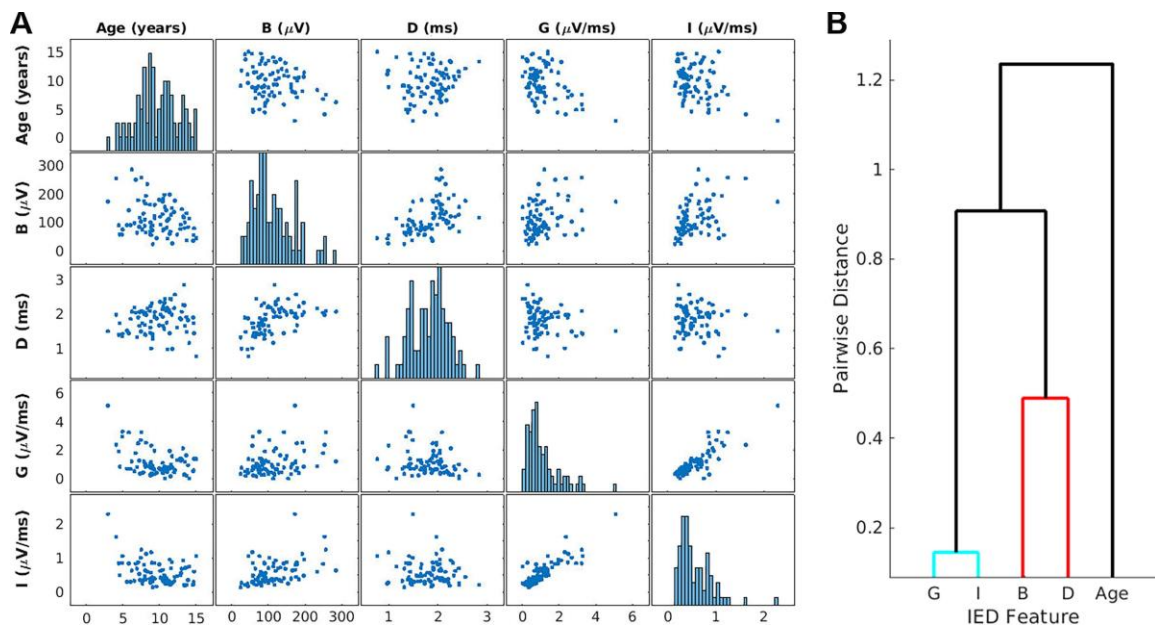 A
Age (years) B (μV) D (ms) G (μV/ms) I (μV/ms)
Age (years)
15
10
5
0
B (μV)
300
200
100
0
D (ms)
3
2
1
G (μV/ms)
6
4
2
0
I (μV/ms)
2
1
0
0 5 10 15 0 100 200 300 1 2 3 0 2 4 6 0 1 2
B
Pairwise Distance
1.2
1
0.8
0.6
0.4
0.2
G I B D Age
IED Feature